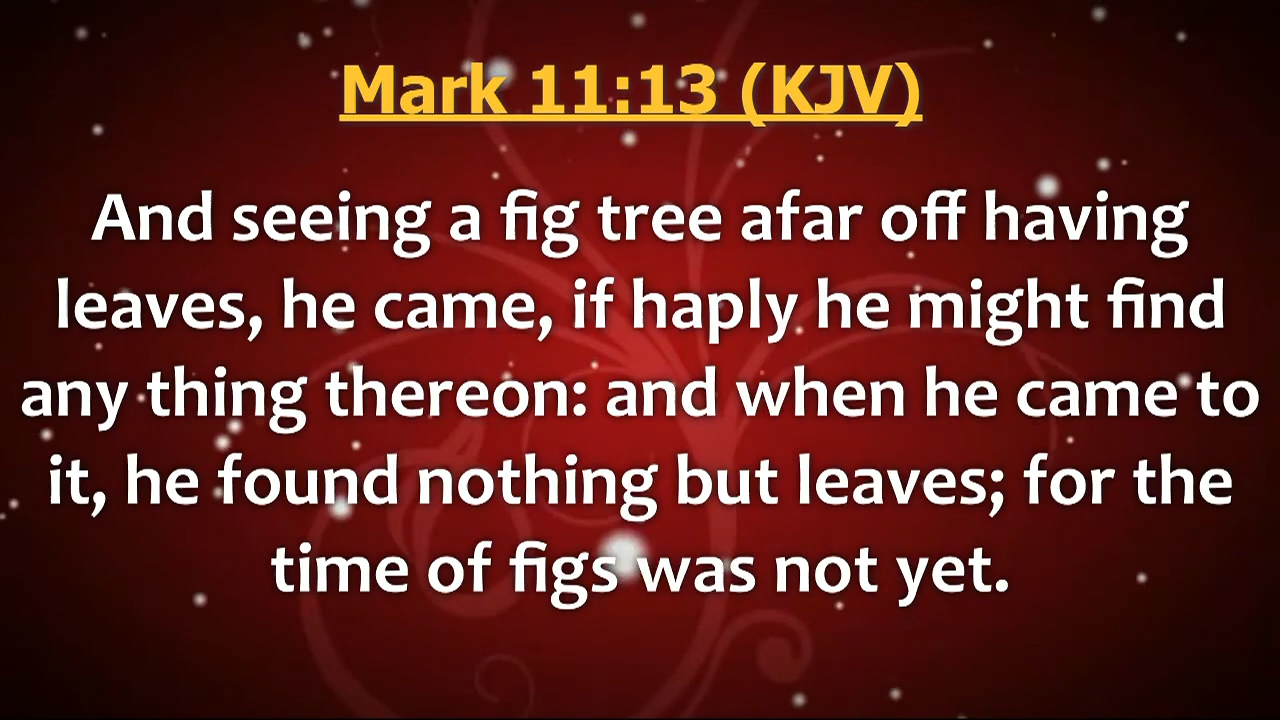 Mark 11:13 (KJV)
And seeing a fig tree afar off having
leaves, he came, if haply he might find
any thing thereon: and when he came to
it, he found nothing but leaves; for the
time of figs was not yet.